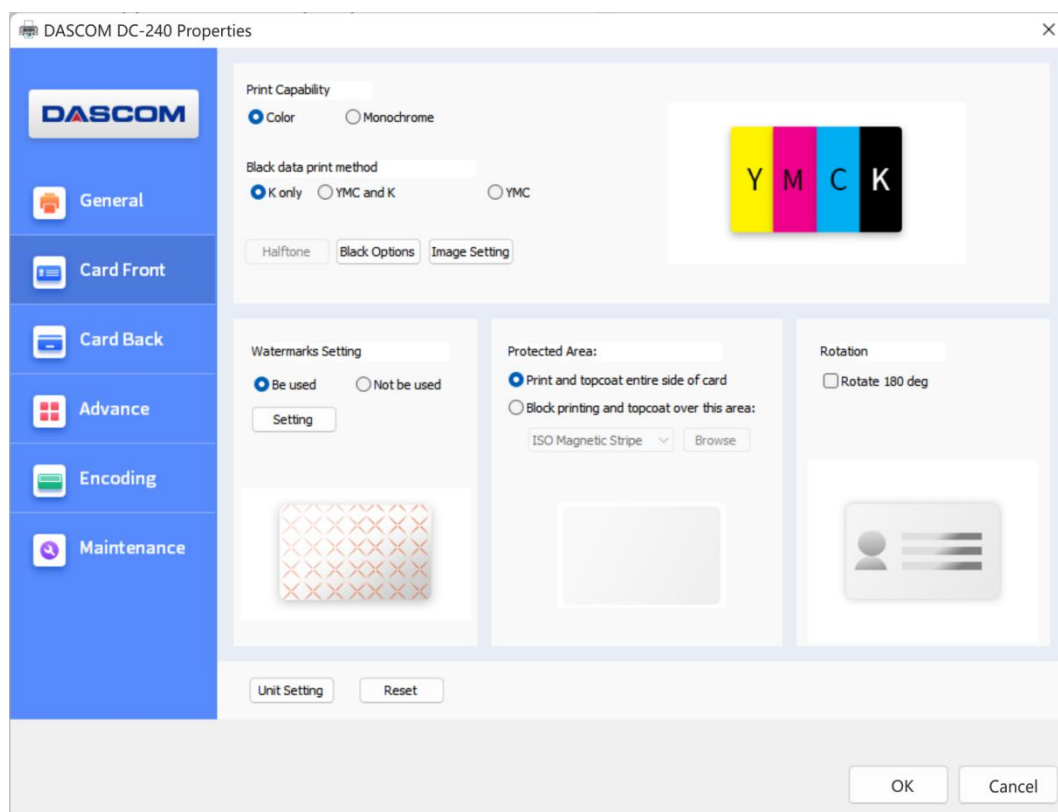 DASCOM DC-240 Properties
DASCOM
General
Card Front
Card Back
Advance
Encoding
Maintenance
Print Capability
Color Monochrome
Black data print method
K only YMC and K YMC
Halftone Black Options Image Setting
Y M C K
Watermarks Setting
Be used Not be used
Setting
Protected Area:
Print and topcoat entire side of card
Block printing and topcoat over this area:
ISO Magnetic Stripe Browse
Rotation
Rotate 180 deg
Unit Setting Reset
OK Cancel